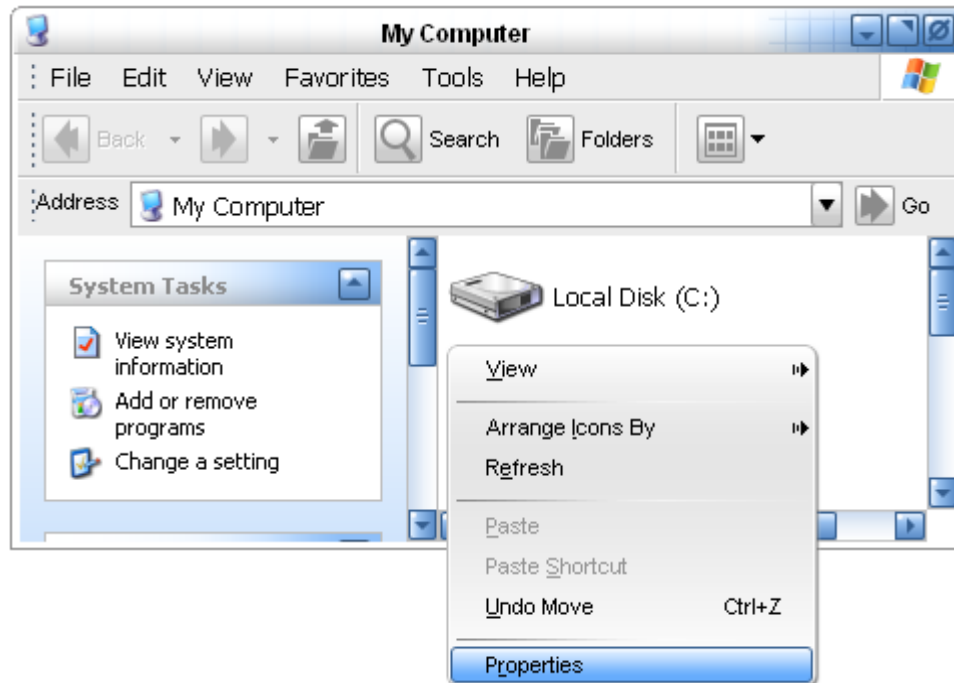 My Computer
File Edit View Favorites Tools Help
Back Search Folders
Address My Computer Go
System Tasks
View system
information
Add or remove
programs
Change a setting
Local Disk (C:)
View
Arrange Icons By
Refresh
Paste
Paste Shortcut
Undo Move Ctrl+Z
Properties